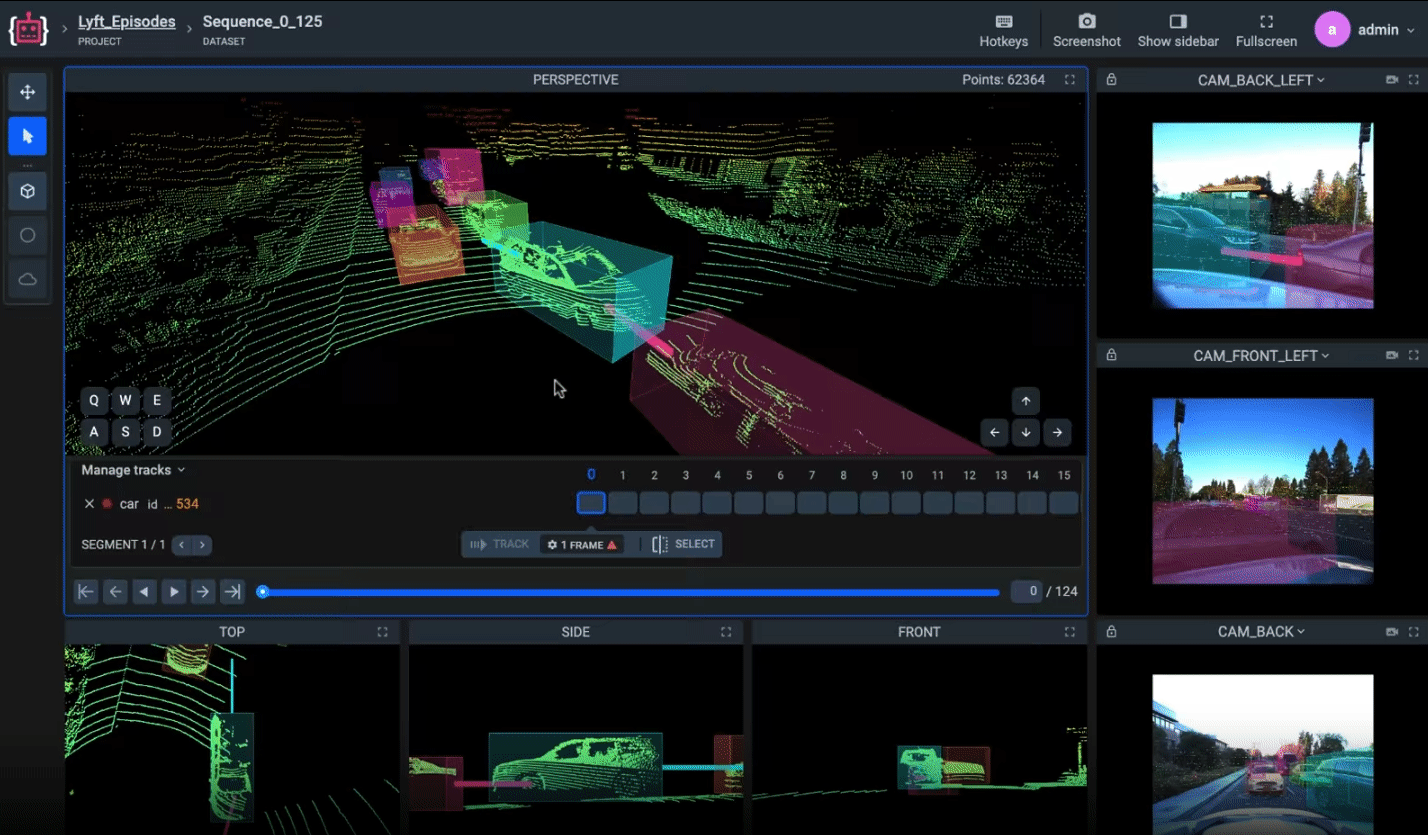 Lyft_Episodes
PROJECT
Sequence_0_125
DATASET
Hotkeys
Screenshot
Show sidebar
Fullscreen
a
admin
PERSPECTIVE
Points: 62364
CAM_BACK_LEFT
CAM_FRONT_LEFT
Q W E
A S D
Manage tracks
0 1 2 3 4 5 6 7 8 9 10 11 12 13 14 15
car id ... 534
SEGMENT 1 / 1
TRACK
1 FRAME
SELECT
0 / 124
TOP
SIDE
FRONT
CAM_BACK